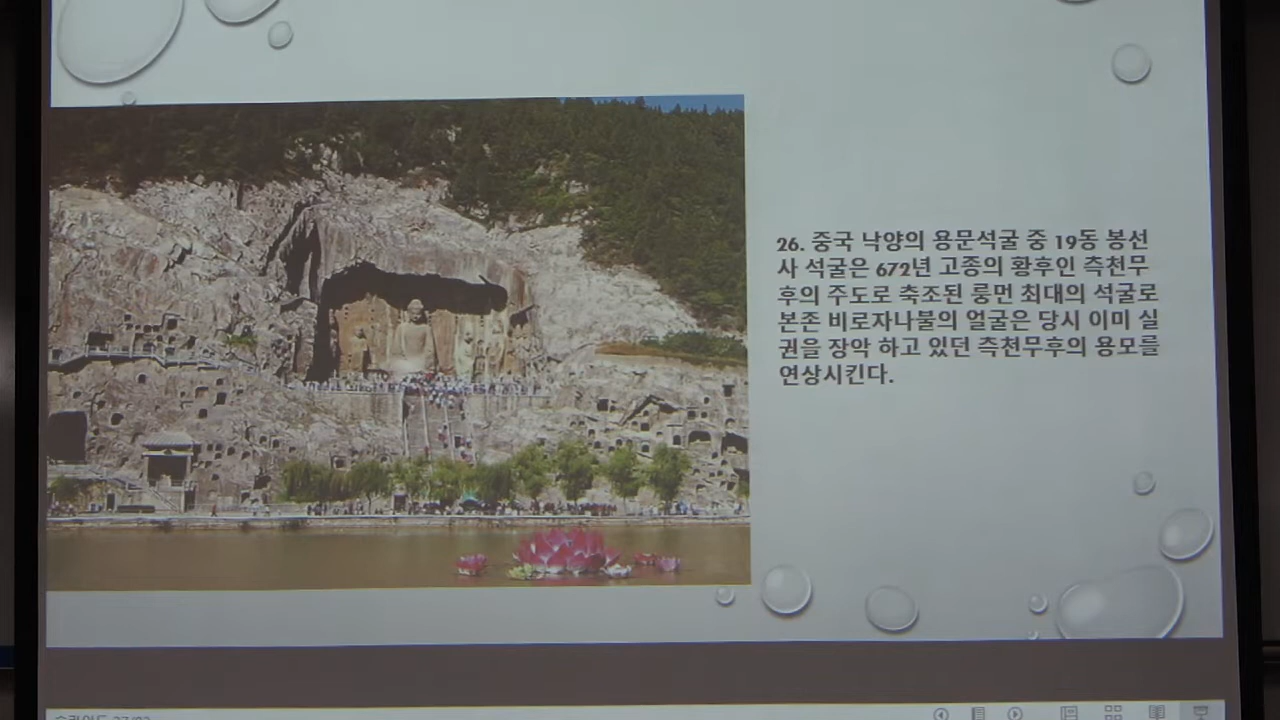 26. 중국 낙양의 용문석굴 중 19동 봉선
사 석굴은 672년 고종의 황후인 측천무
후의 주도로 축조된 룽먼 최대의 석굴로
본존 비로자나불의 얼굴은 당시 이미 실
권을 장악 하고 있던 측천무후의 용모를
연상시킨다.